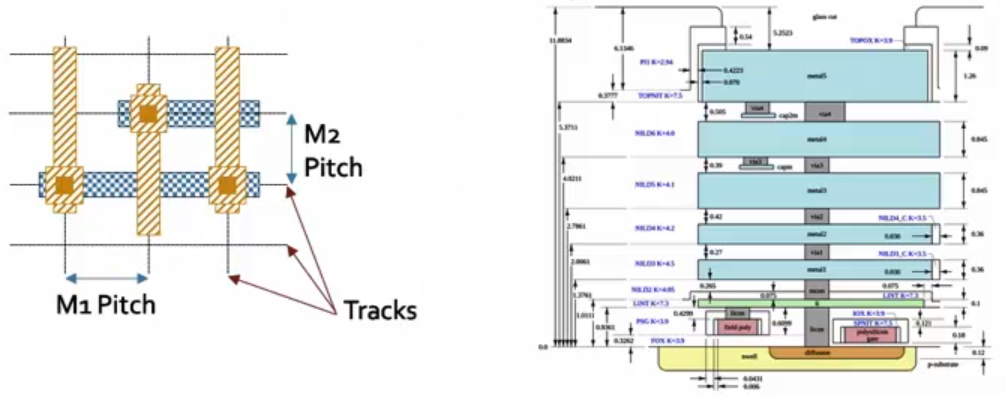 M2
Pitch
M1 Pitch
Tracks
glass cut
11.8834
6.1346
0.54
5.2523
TOPOX K=3.9
0.09
PI1 K=2.94
0.4223
0.070
metal5
1.26
0.3777
TOPNIT K=7.5
5.3711
0.505
via4
cap2m
via4
NILD6 K=4.0
metal4
0.845
4.0211
0.39
via3
capm
via3
NILD5 K=4.1
metal3
0.845
2.7861
0.42
via2
NILD4_C K=3.5
NILD4 K=4.2
metal2
0.030
0.36
2.0061
0.27
via1
NILD3_C K=3.5
NILD3 K=4.5
metal1
0.030
0.36
1.3761
NILD2 K=4.05
0.265
0.075
mcon
0.075
LINT K=7.3
LINT K=7.3
li
0.1
1.0111
0.9361
0.4299
licon
PSG K=3.9
field poly
0.6099
licon
IOX K=3.9
SPNIT K=7.5
0.121
polysilicon
gate
0.18
0.3262
0.0
FOX K=3.9
nwell
diffusion
p-substrate
0.12
0.0431
0.006